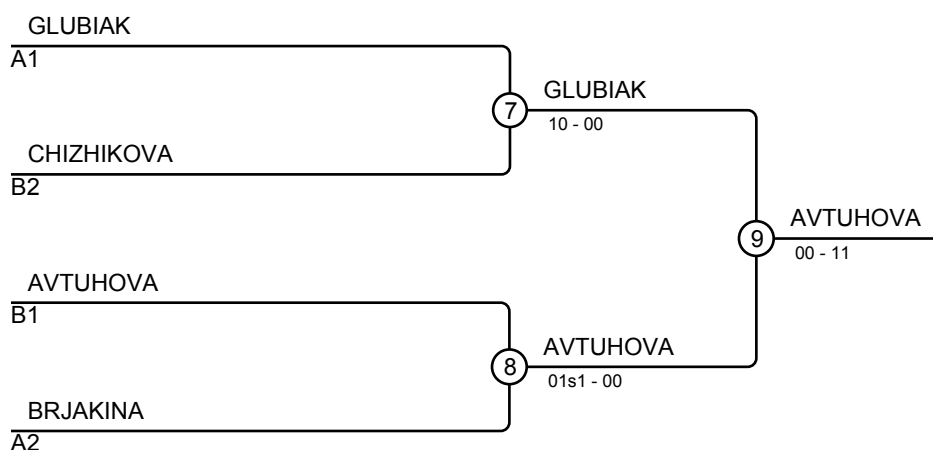 GLUBIAK
A1
7
GLUBIAK
10 - 00
CHIZHIKOVA
B2
9
AVTUHOVA
00 - 11
AVTUHOVA
B1
8
AVTUHOVA
01s1 - 00
BRJAKINA
A2